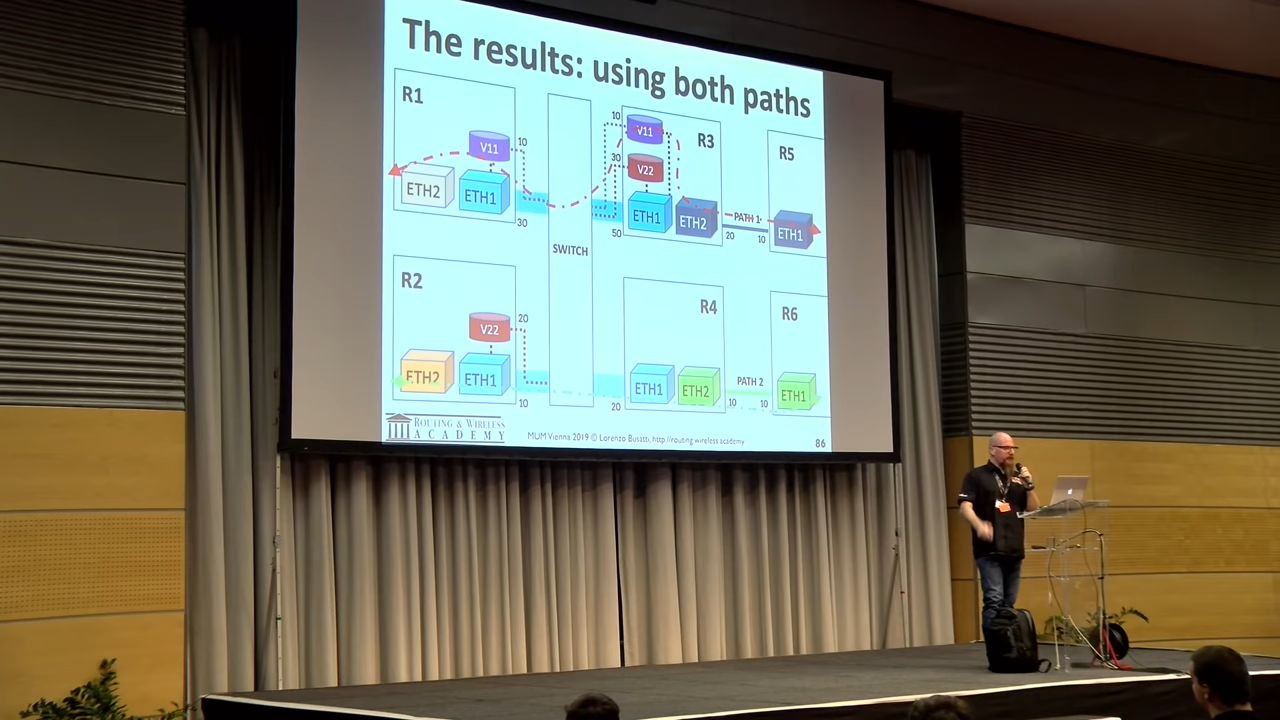 The results: using both paths
R1
V11
10
ETH2
ETH1
30
SWITCH
10
V11
R3
30
V22
ETH1
ETH2
50
PATH 1
20
10
R5
ETH1
R2
V22
20
ETH2
ETH1
10
20
R4
ETH1
ETH2
PATH 2
10
10
R6
ETH1
ROUTING & WIRELESS
ACADEMY
MUM Vienna 2019 © Lorenzo Busatti, http://routing.wireless.academy
86